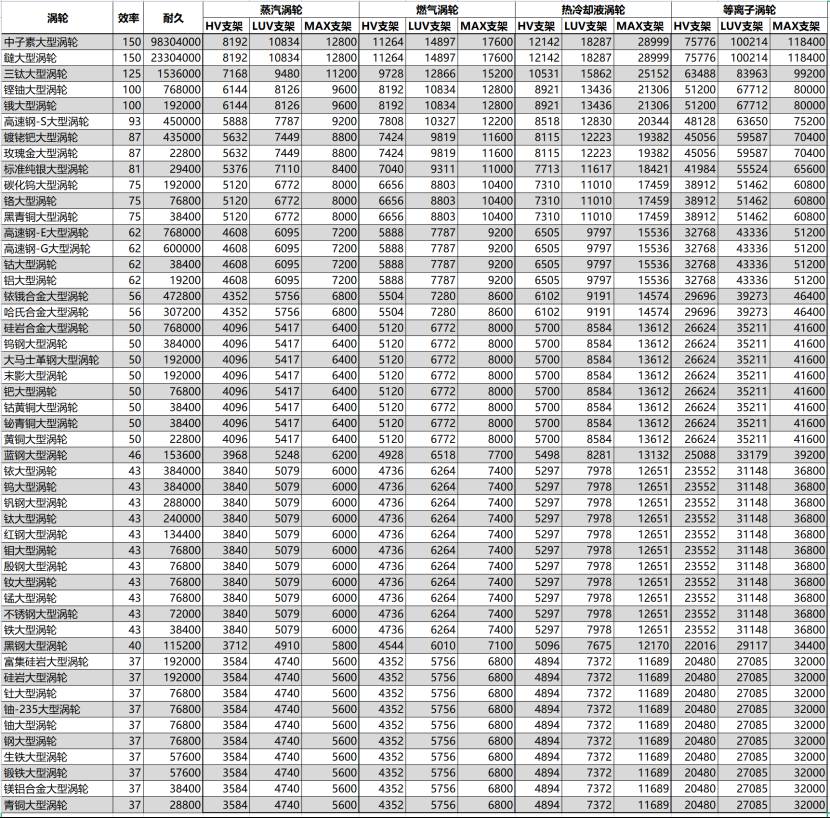 涡轮 效率 耐久 蒸汽涡轮 燃气涡轮 热冷却液涡轮 等离子涡轮
HV支架 LUV支架 MAX支架 HV支架 LUV支架 MAX支架 HV支架 LUV支架 MAX支架 HV支架 LUV支架 MAX支架
中子素大型涡轮 150 98304000 8192 10834 12800 11264 14897 17600 12142 18287 28999 75776 100214 118400
鿏大型涡轮 150 23304000 8192 10834 12800 11264 14897 17600 12142 18287 28999 75776 100214 118400
三钛大型涡轮 125 1536000 7168 9480 11200 9728 12866 15200 10531 15862 25152 63488 83963 99200
硅铀大型涡轮 100 768000 6144 8126 9600 8192 10834 12800 8921 13436 21306 51200 67712 80000
锇大型涡轮 100 192000 6144 8126 9600 8192 10834 12800 8921 13436 21306 51200 67712 80000
高速钢-S大型涡轮 93 450000 5888 7787 9200 7808 10327 12200 8518 12830 20344 48128 63650 75200
镀铑钯大型涡轮 87 435000 5632 7449 8800 7424 9819 11600 8115 12223 19382 45056 59587 70400
玫瑰金大型涡轮 87 22800 5632 7449 8800 7424 9819 11600 8115 12223 19382 45056 59587 70400
标准纯银大型涡轮 81 29400 5376 7110 8400 7040 9311 11000 7713 11617 18421 41984 55524 65600
碳化钨大型涡轮 75 192000 5120 6772 8000 6656 8803 10400 7310 11010 17459 38912 51462 60800
铬大型涡轮 75 76800 5120 6772 8000 6656 8803 10400 7310 11010 17459 38912 51462 60800
黑青铜大型涡轮 75 38400 5120 6772 8000 6656 8803 10400 7310 11010 17459 38912 51462 60800
高速钢-E大型涡轮 62 768000 4608 6095 7200 5888 7787 9200 6505 9797 15536 32768 43336 51200
高速钢-G大型涡轮 62 600000 4608 6095 7200 5888 7787 9200 6505 9797 15536 32768 43336 51200
钴大型涡轮 62 38400 4608 6095 7200 5888 7787 9200 6505 9797 15536 32768 43336 51200
铝大型涡轮 62 19200 4608 6095 7200 5888 7787 9200 6505 9797 15536 32768 43336 51200
铱锇合金大型涡轮 56 472800 4352 5756 6800 5504 7280 8600 6102 9191 14574 29696 39273 46400
哈氏合金大型涡轮 56 307200 4352 5756 6800 5504 7280 8600 6102 9191 14574 29696 39273 46400
硅岩合金大型涡轮 50 768000 4096 5417 6400 5120 6772 8000 5700 8584 13612 26624 35211 41600
钨钢大型涡轮 50 384000 4096 5417 6400 5120 6772 8000 5700 8584 13612 26624 35211 41600
大马士革钢大型涡轮 50 192000 4096 5417 6400 5120 6772 8000 5700 8584 13612 26624 35211 41600
末影大型涡轮 50 192000 4096 5417 6400 5120 6772 8000 5700 8584 13612 26624 35211 41600
钯大型涡轮 50 76800 4096 5417 6400 5120 6772 8000 5700 8584 13612 26624 35211 41600
钴黄铜大型涡轮 50 38400 4096 5417 6400 5120 6772 8000 5700 8584 13612 26624 35211 41600
铋青铜大型涡轮 50 38400 4096 5417 6400 5120 6772 8000 5700 8584 13612 26624 35211 41600
黄铜大型涡轮 50 22800 4096 5417 6400 5120 6772 8000 5700 8584 13612 26624 35211 41600
蓝钢大型涡轮 46 153600 3968 5248 6200 4928 6518 7700 5498 8281 13132 25088 33179 39200
铱大型涡轮 43 384000 3840 5079 6000 4736 6264 7400 5297 7978 12651 23552 31148 36800
钨大型涡轮 43 384000 3840 5079 6000 4736 6264 7400 5297 7978 12651 23552 31148 36800
钒钢大型涡轮 43 288000 3840 5079 6000 4736 6264 7400 5297 7978 12651 23552 31148 36800
钛大型涡轮 43 240000 3840 5079 6000 4736 6264 7400 5297 7978 12651 23552 31148 36800
红钢大型涡轮 43 134400 3840 5079 6000 4736 6264 7400 5297 7978 12651 23552 31148 36800
钼大型涡轮 43 76800 3840 5079 6000 4736 6264 7400 5297 7978 12651 23552 31148 36800
殷钢大型涡轮 43 76800 3840 5079 6000 4736 6264 7400 5297 7978 12651 23552 31148 36800
钕大型涡轮 43 76800 3840 5079 6000 4736 6264 7400 5297 7978 12651 23552 31148 36800
锰大型涡轮 43 76800 3840 5079 6000 4736 6264 7400 5297 7978 12651 23552 31148 36800
不锈钢大型涡轮 43 72000 3840 5079 6000 4736 6264 7400 5297 7978 12651 23552 31148 36800
铁大型涡轮 43 38400 3840 5079 6000 4736 6264 7400 5297 7978 12651 23552 31148 36800
黑钢大型涡轮 40 115200 3712 4910 5800 4544 6010 7100 5096 7675 12170 22016 29117 34400
富集硅岩大型涡轮 37 192000 3584 4740 5600 4352 5756 6800 4894 7372 11689 20480 27085 32000
硅岩大型涡轮 37 192000 3584 4740 5600 4352 5756 6800 4894 7372 11689 20480 27085 32000
钍大型涡轮 37 76800 3584 4740 5600 4352 5756 6800 4894 7372 11689 20480 27085 32000
铀-235大型涡轮 37 76800 3584 4740 5600 4352 5756 6800 4894 7372 11689 20480 27085 32000
铀大型涡轮 37 76800 3584 4740 5600 4352 5756 6800 4894 7372 11689 20480 27085 32000
钢大型涡轮 37 76800 3584 4740 5600 4352 5756 6800 4894 7372 11689 20480 27085 32000
生铁大型涡轮 37 57600 3584 4740 5600 4352 5756 6800 4894 7372 11689 20480 27085 32000
锻铁大型涡轮 37 57600 3584 4740 5600 4352 5756 6800 4894 7372 11689 20480 27085 32000
镁铝合金大型涡轮 37 38400 3584 4740 5600 4352 5756 6800 4894 7372 11689 20480 27085 32000
青铜大型涡轮 37 28800 3584 4740 5600 4352 5756 6800 4894 7372 11689 20480 27085 32000